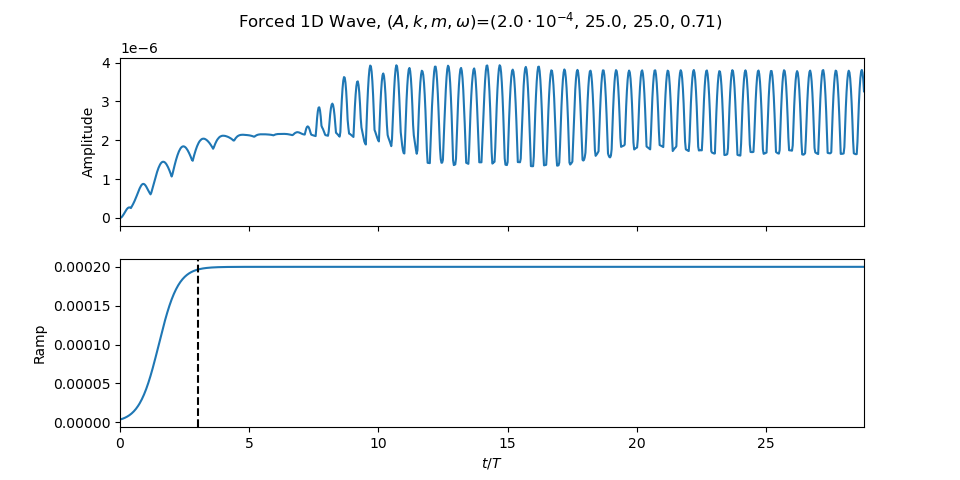 Forced 1D Wave, (A, k, m, ω)=(2.0 · 10⁻⁴, 25.0, 25.0, 0.71)
1e−6
4
3
2
1
0
Amplitude
0.00020
0.00015
0.00010
0.00005
0.00000
Ramp
0 5 10 15 20 25
t/T